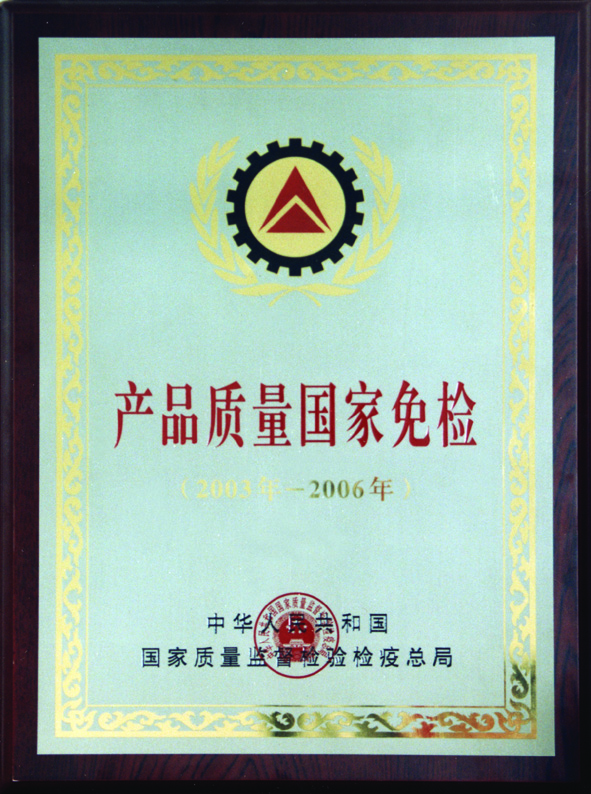 产品质量国家免检
(2003年-2006年)
中华人民共和国
国家质量监督检验检疫总局